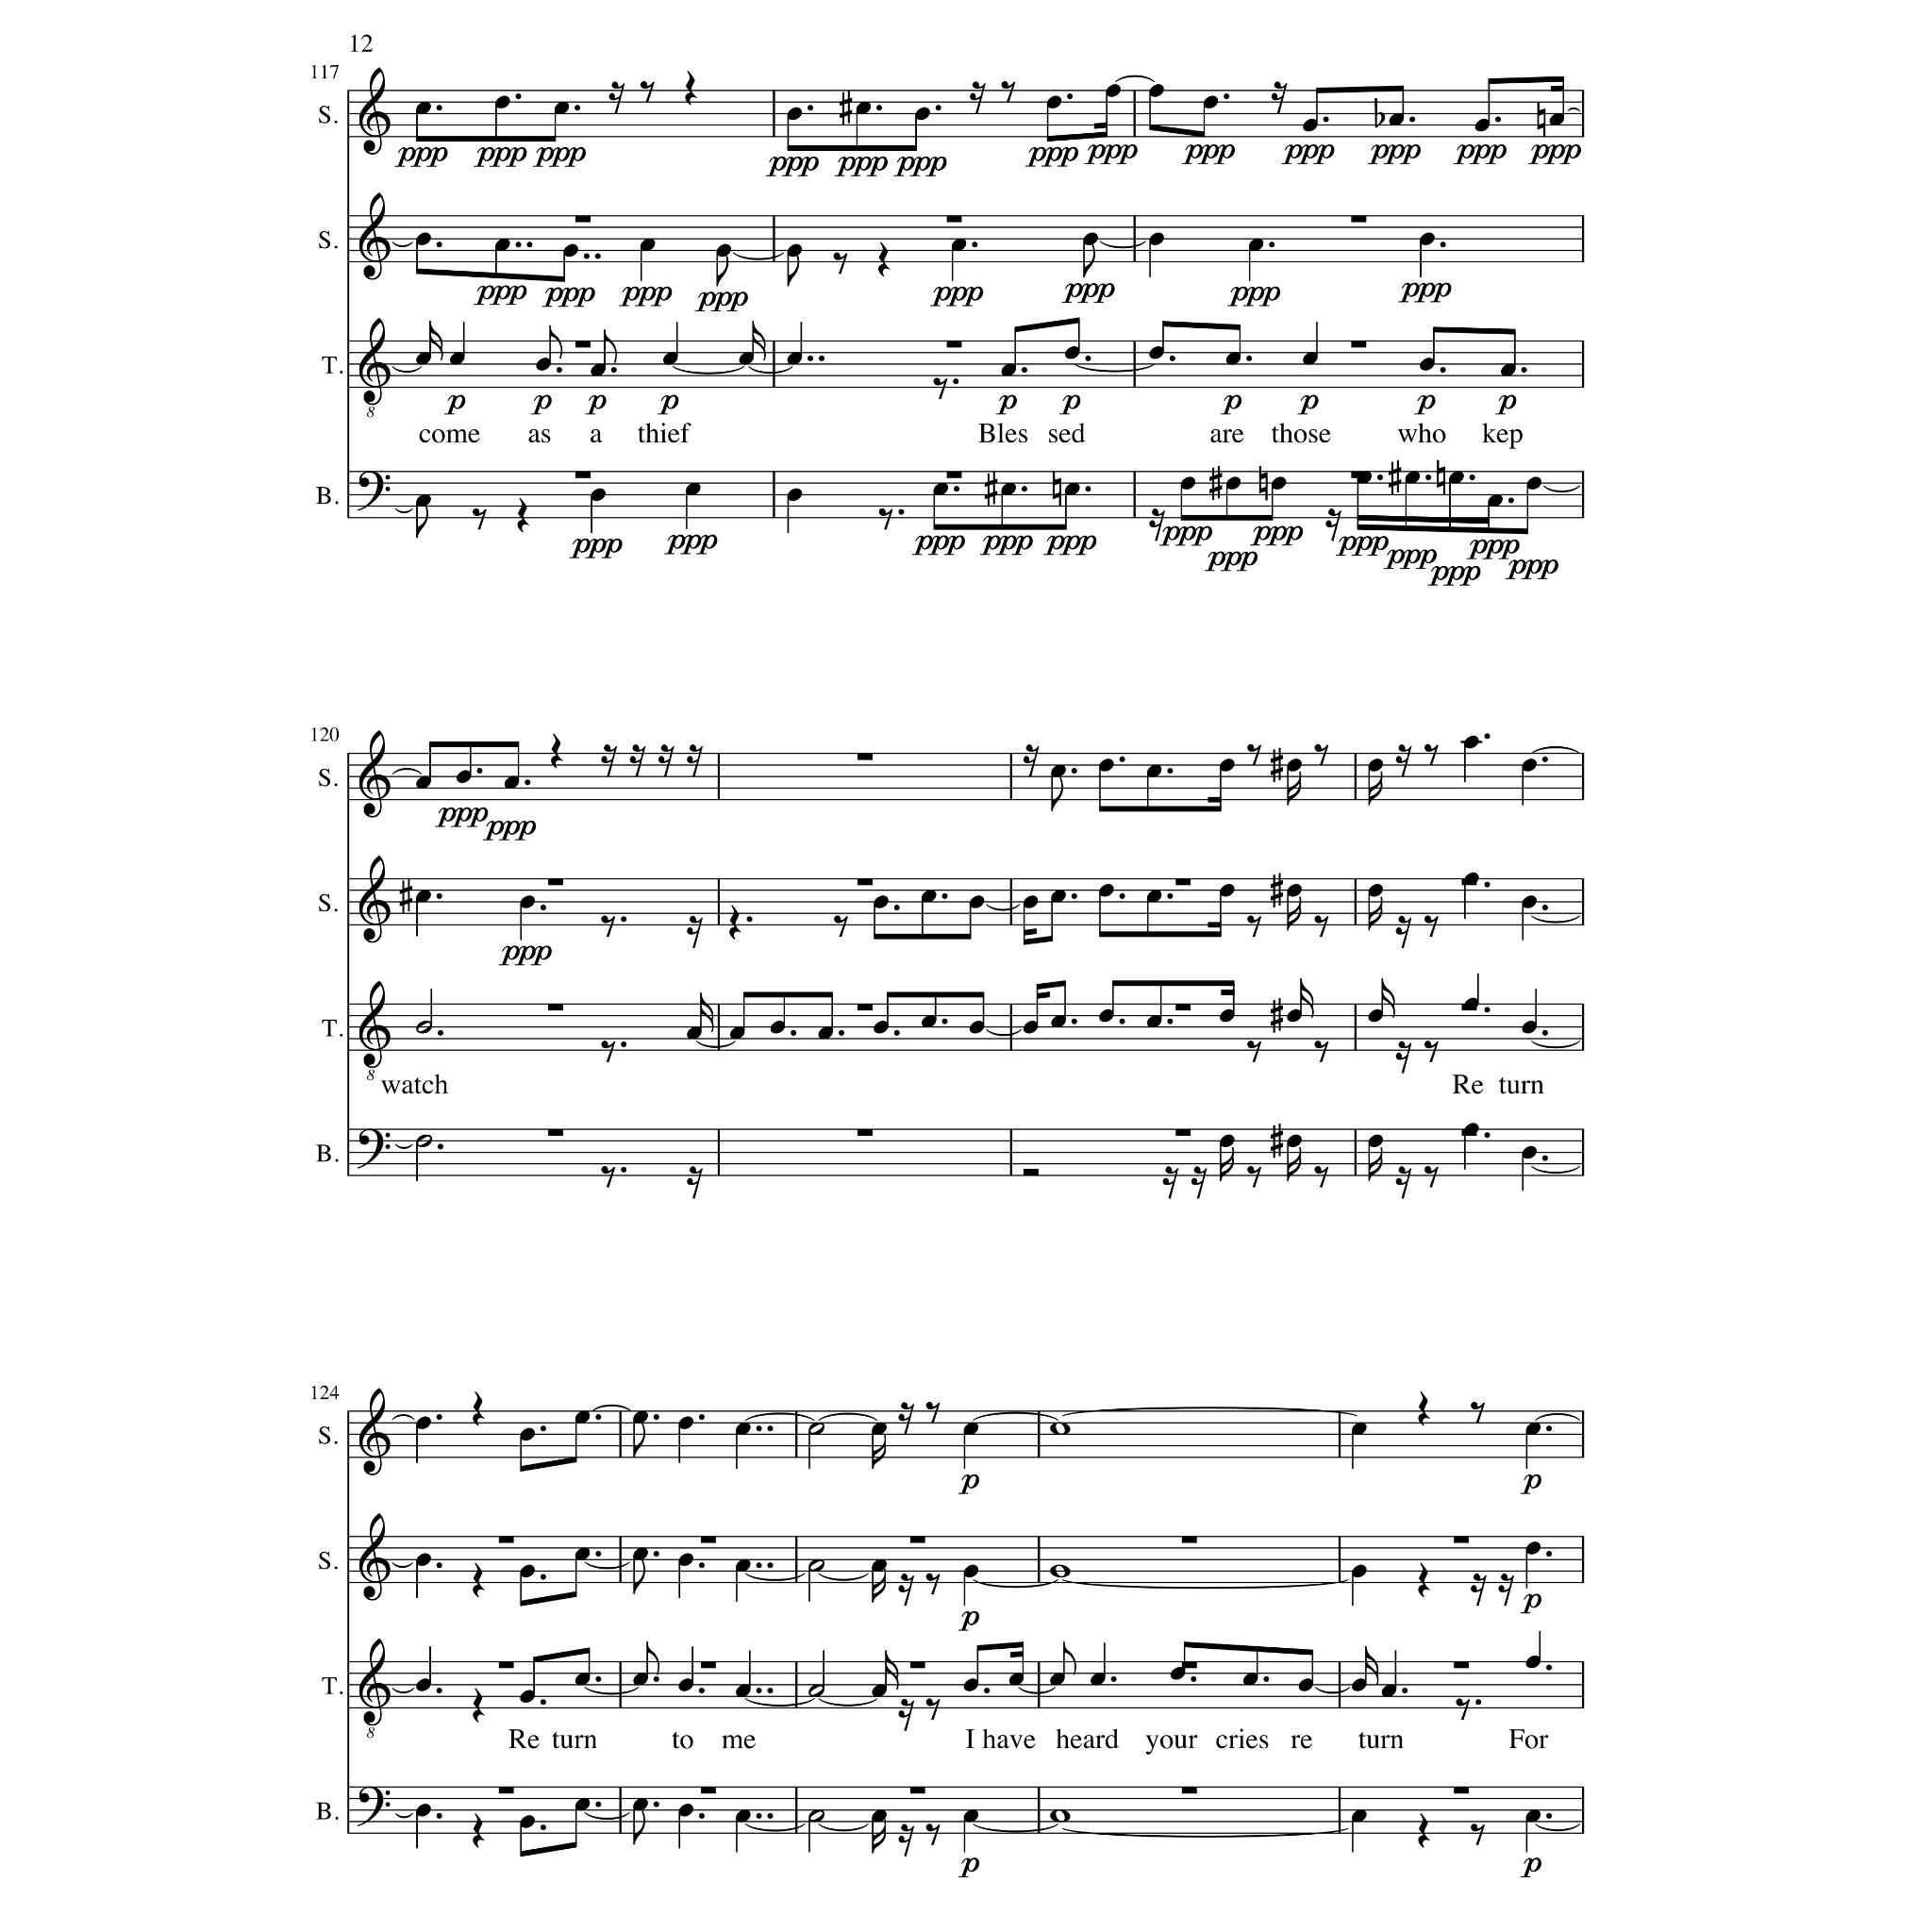 12
117
S.
ppp ppp ppp ppp ppp ppp ppp ppp ppp ppp ppp ppp ppp
S.
ppp ppp ppp ppp ppp ppp ppp ppp
T.
8
p p p p p p p p p p
come as a thief Bles sed are those who kep
B.
ppp ppp ppp ppp ppp ppp ppp ppp ppp ppp ppp ppp ppp
120
S.
ppp ppp
S.
ppp
T.
8
watch Re turn
B.
124
S.
p p
S.
p p
T.
8
Re turn to me I have heard your cries re turn For
B.
p p